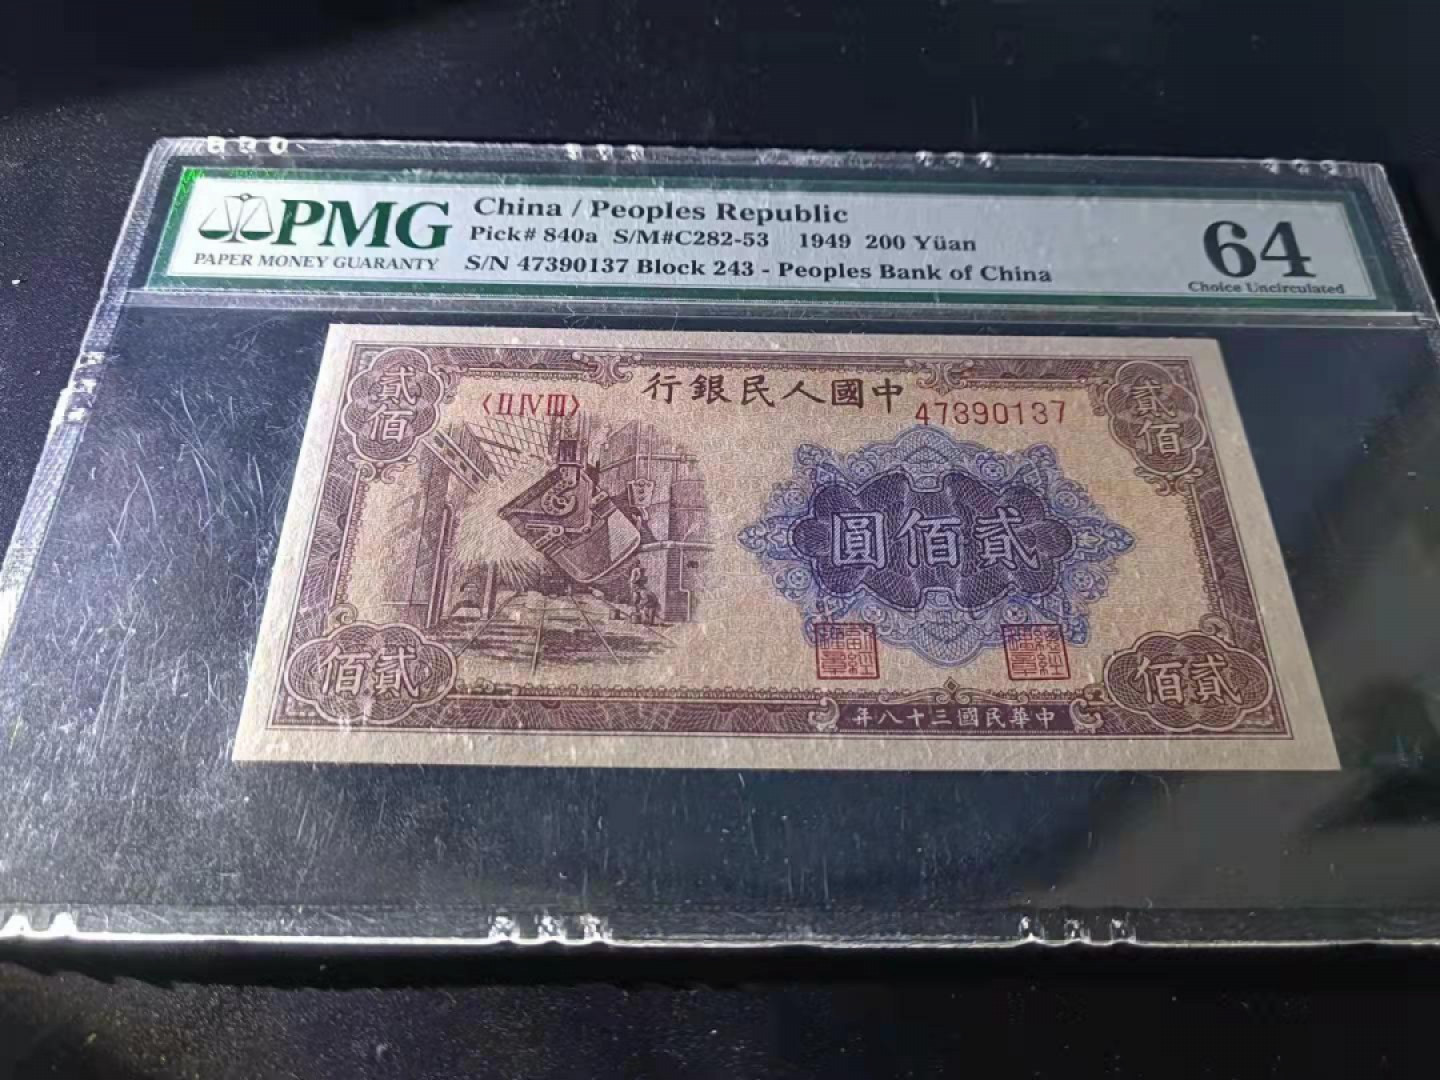 PMG
PAPER MONEY GUARANTY
China / Peoples Republic
Pick# 840a S/M#C282-53 1949 200 Yüan
S/N 47390137 Block 243 - Peoples Bank of China
64
Choice Uncirculated
行銀民人國中
〈II IV III〉
47390137
貳佰
貳佰
圓佰貳
佰貳
佰貳
年八十三國民華中